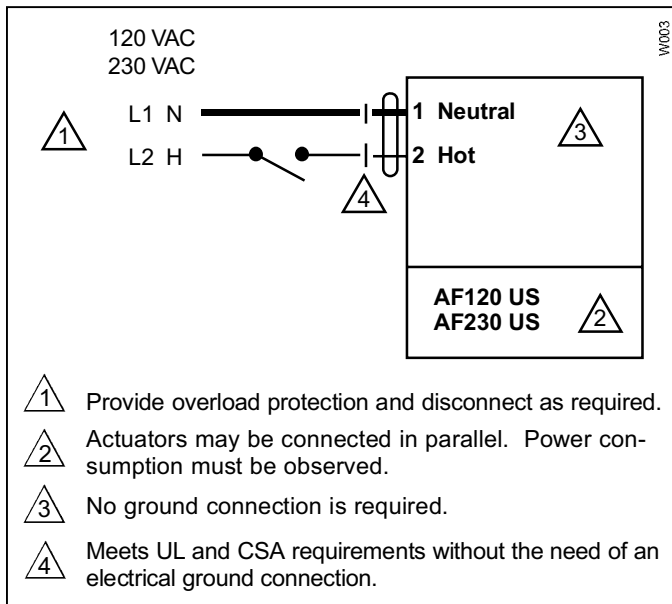 W003
120 VAC
230 VAC
L1 N
1 Neutral
1
3
L2 H
2 Hot
4
AF120 US
AF230 US
2
1 Provide overload protection and disconnect as required.
2 Actuators may be connected in parallel. Power con-
sumption must be observed.
3 No ground connection is required.
4 Meets UL and CSA requirements without the need of an
electrical ground connection.